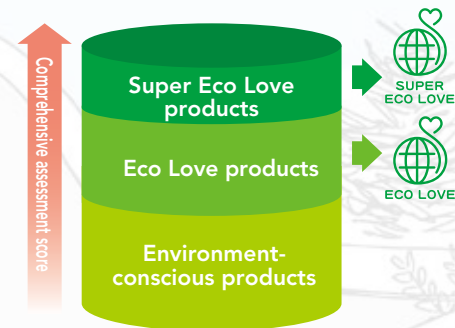 Comprehensive assessment score
Super Eco Love
products
SUPER
ECO LOVE
Eco Love products
ECO LOVE
Environment-
conscious products